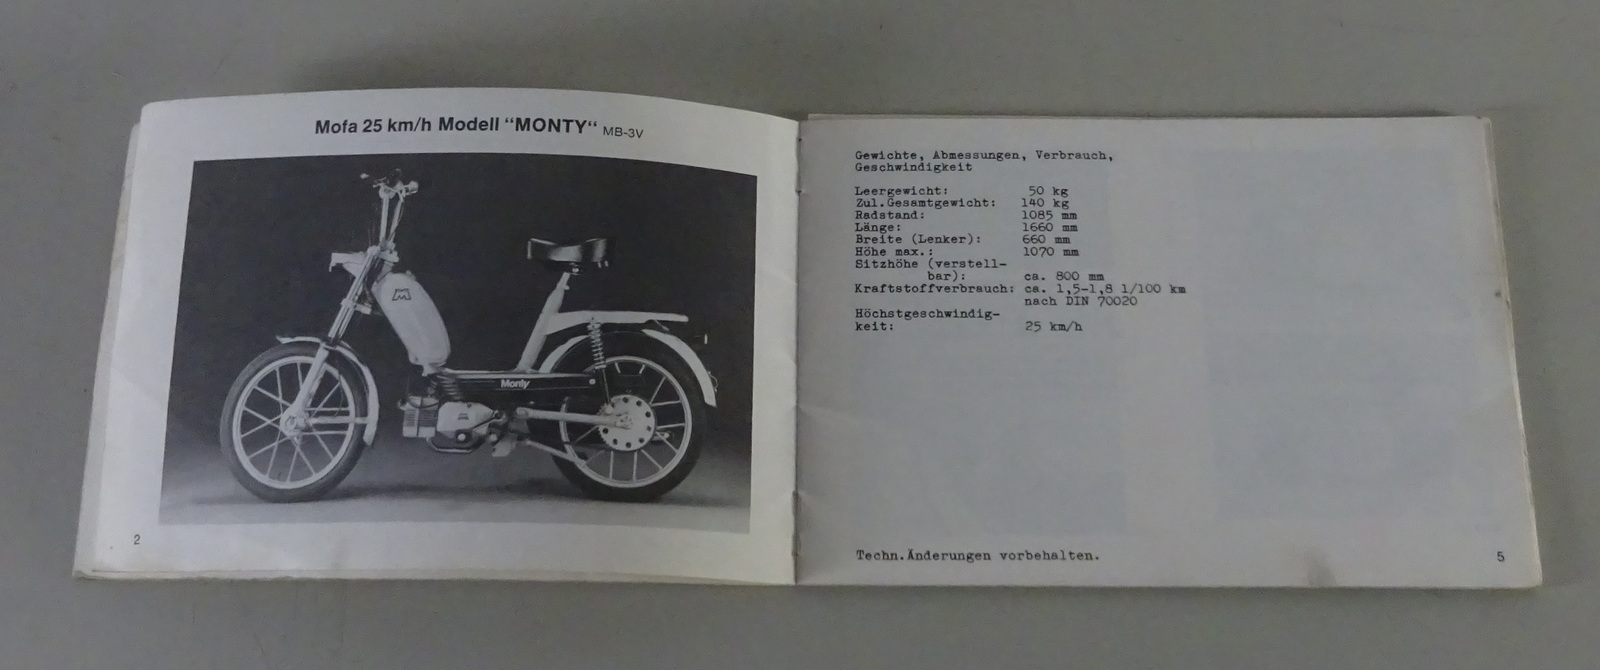 Mofa 25 km/h Modell “MONTY“ MB-3V
M
Monty
2
Gewichte, Abmessungen, Verbrauch,
Geschwindigkeit
Leergewicht: 50 kg
Zul.Gesamtgewicht: 140 kg
Radstand: 1085 mm
Länge: 1660 mm
Breite (Lenker): 660 mm
Höhe max.: 1070 mm
Sitzhöhe (verstell-
bar): ca. 800 mm
Kraftstoffverbrauch: ca. 1,5-1,8 l/100 km
nach DIN 70020
Höchstgeschwindig-
keit: 25 km/h
Techn.Änderungen vorbehalten.
5